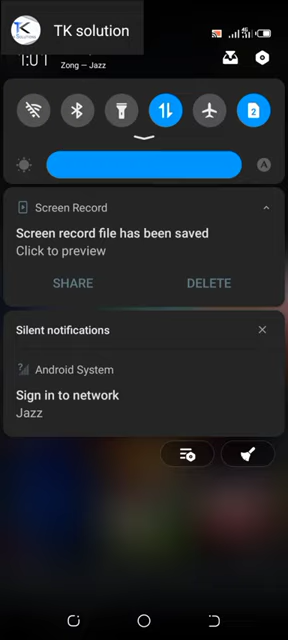 TK solution
1:01
Zong — Jazz
2
Screen Record
Screen record file has been saved
Click to preview
SHARE
DELETE
Silent notifications
Android System
Sign in to network
Jazz